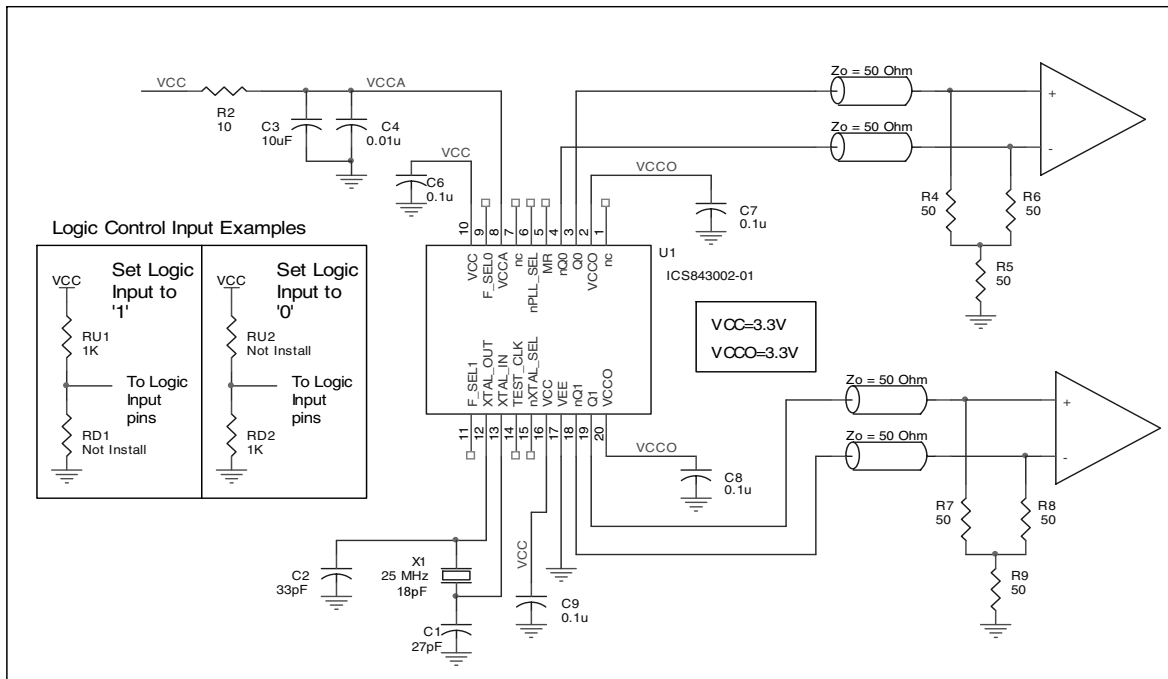 VCC
R2
10
VCCA
C3
10uF
C4
0.01u
VCC
C6
0.1u
VCCO
C7
0.1u
Zo = 50 Ohm
Zo = 50 Ohm
+
-
R4
50
R6
50
R5
50
10
9
8
7
6
5
4
3
2
1
VCC
F_SEL0
VCCA
nc
nPLL_SEL
MR
nQ0
Q0
VCCO
nc
U1
ICS843002-01
F_SEL1
XTAL_OUT
XTAL_IN
TEST_CLK
nXTAL_SEL
VCC
VEE
nQ1
Q1
VCCO
11
12
13
14
15
16
17
18
19
20
Logic Control Input Examples
Set Logic
Input to
'1'
VCC
RU1
1K
To Logic
Input
pins
RD1
Not Install
Set Logic
Input to
'0'
VCC
RU2
Not Install
To Logic
Input
pins
RD2
1K
VCC=3.3V
VCCO=3.3V
Zo = 50 Ohm
Zo = 50 Ohm
+
-
R7
50
R8
50
R9
50
VCCO
C8
0.1u
C2
33pF
X1
25 MHz
18pF
C1
27pF
VCC
C9
0.1u